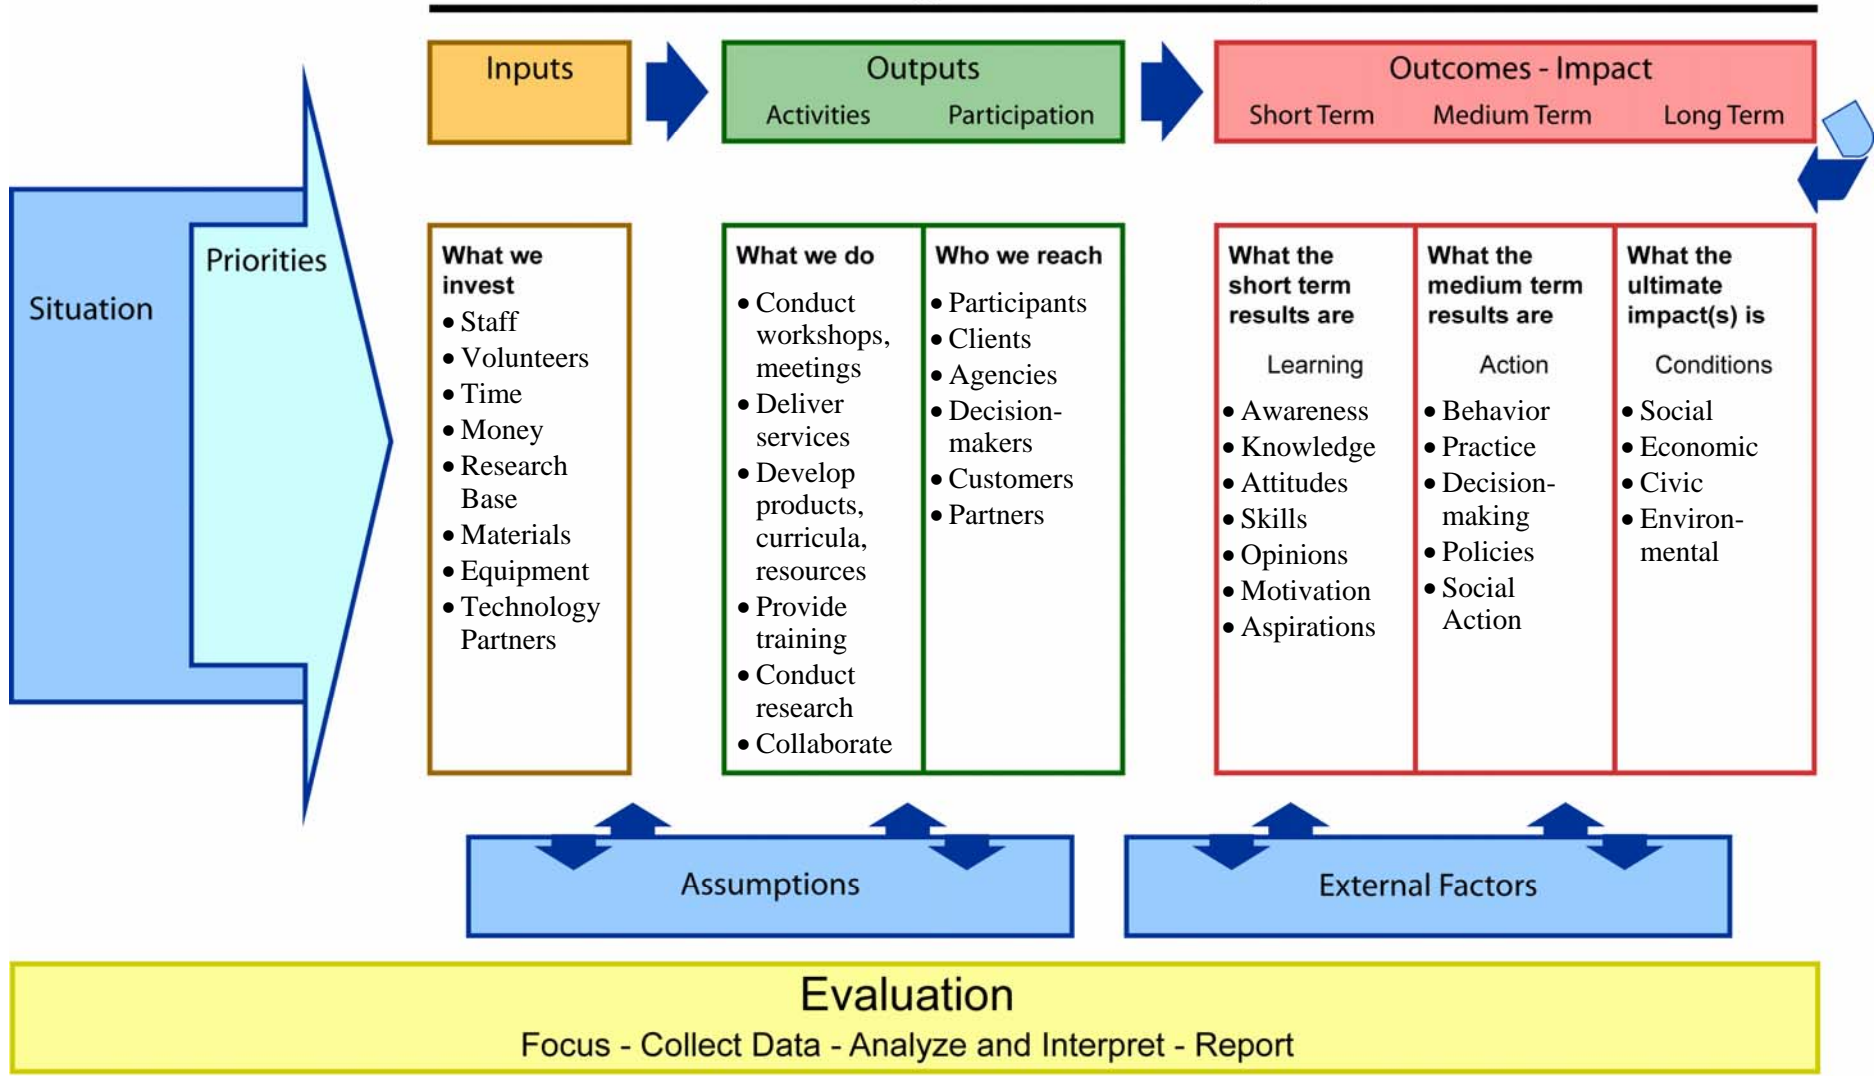 Inputs
Outputs
Activities Participation
Outcomes - Impact
Short Term Medium Term Long Term
Situation
Priorities
What we
invest
• Staff
• Volunteers
• Time
• Money
• Research
Base
• Materials
• Equipment
• Technology
Partners
What we do
• Conduct
workshops,
meetings
• Deliver
services
• Develop
products,
curricula,
resources
• Provide
training
• Conduct
research
• Collaborate
Who we reach
• Participants
• Clients
• Agencies
• Decision-
makers
• Customers
• Partners
What the
short term
results are
Learning
• Awareness
• Knowledge
• Attitudes
• Skills
• Opinions
• Motivation
• Aspirations
What the
medium term
results are
Action
• Behavior
• Practice
• Decision-
making
• Policies
• Social
Action
What the
ultimate
impact(s) is
Conditions
• Social
• Economic
• Civic
• Environ-
mental
Assumptions
External Factors
Evaluation
Focus - Collect Data - Analyze and Interpret - Report